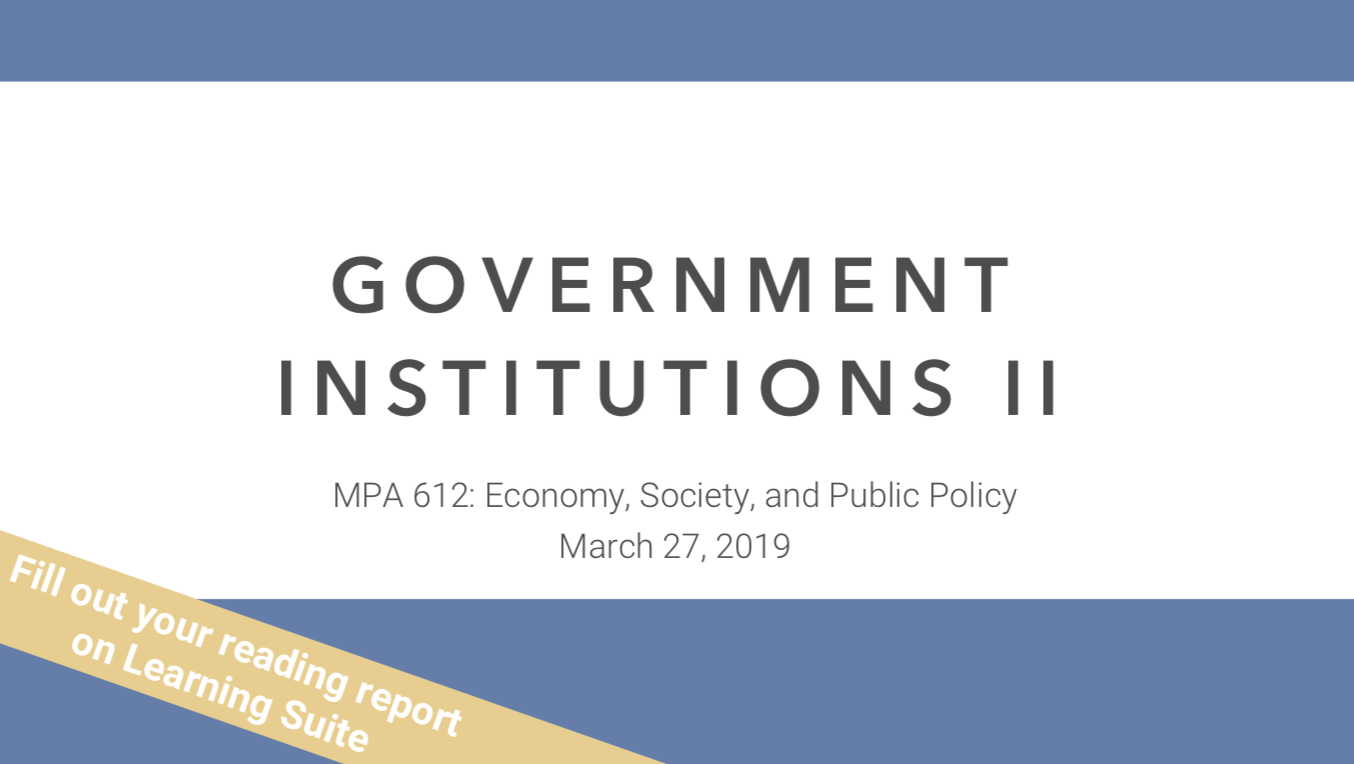 GOVERNMENT
INSTITUTIONS II
MPA 612: Economy, Society, and Public Policy
March 27, 2019
Fill out your reading report
on Learning Suite